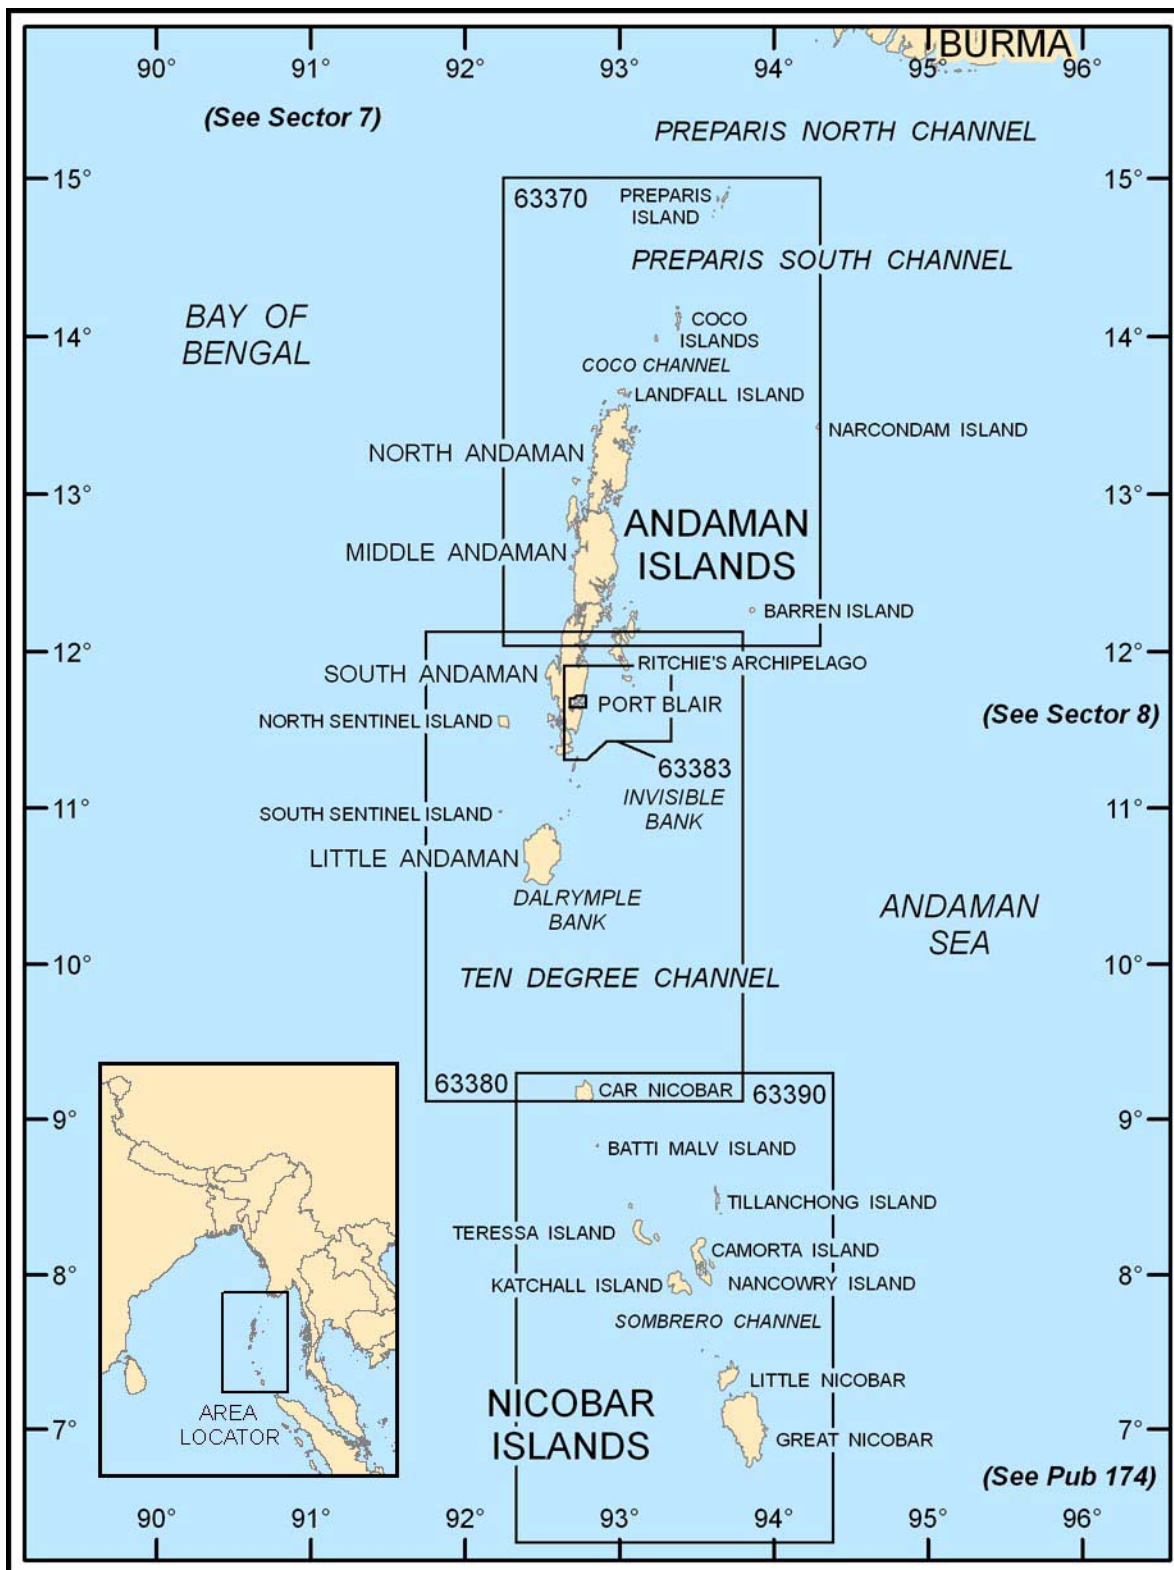 BURMA
90° 91° 92° 93° 94° 95° 96°
(See Sector 7)
PREPARIS NORTH CHANNEL
15° 15°
63370
PREPARIS
ISLAND
PREPARIS SOUTH CHANNEL
BAY OF
BENGAL
COCO
ISLANDS
14° 14°
COCO CHANNEL
LANDFALL ISLAND
NARCONDAM ISLAND
NORTH ANDAMAN
13° 13°
ANDAMAN
ISLANDS
MIDDLE ANDAMAN
BARREN ISLAND
12° 12°
RITCHIE'S ARCHIPELAGO
SOUTH ANDAMAN
PORT BLAIR
(See Sector 8)
NORTH SENTINEL ISLAND
63383
INVISIBLE
BANK
11° 11°
SOUTH SENTINEL ISLAND
LITTLE ANDAMAN
DALRYMPLE
BANK
ANDAMAN
SEA
10° 10°
TEN DEGREE CHANNEL
63380
CAR NICOBAR
63390
9° 9°
BATTI MALV ISLAND
TILLANCHONG ISLAND
TERESSA ISLAND
CAMORTA ISLAND
8° 8°
KATCHALL ISLAND
NANCOWRY ISLAND
SOMBRERO CHANNEL
LITTLE NICOBAR
NICOBAR
ISLANDS
AREA
LOCATOR
7° 7°
GREAT NICOBAR
(See Pub 174)
90° 91° 92° 93° 94° 95° 96°